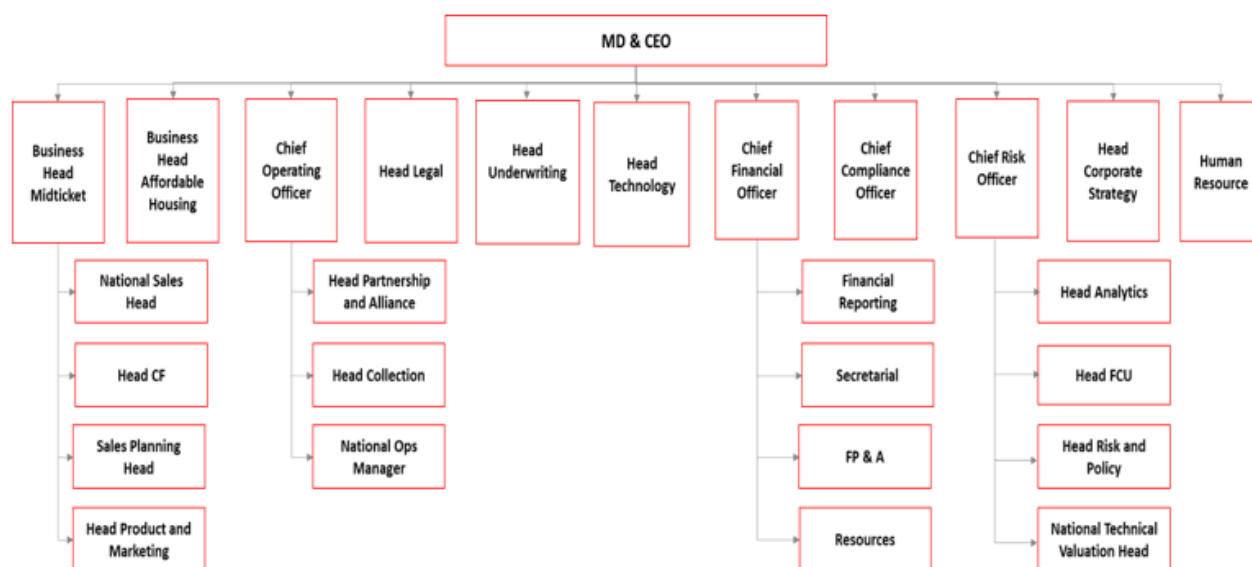 MD & CEO
Business
Head
Midticket
Business
Head
Affordable
Housing
Chief
Operating
Officer
Head Legal
Head
Underwriting
Head
Technology
Chief
Financial
Officer
Chief
Compliance
Officer
Chief Risk
Officer
Head
Corporate
Strategy
Human
Resource
National Sales
Head
Head CF
Sales Planning
Head
Head Product and
Marketing
Head Partnership
and Alliance
Head Collection
National Ops
Manager
Financial
Reporting
Secretarial
FP & A
Resources
Head Analytics
Head FCU
Head Risk and
Policy
National Technical
Valuation Head